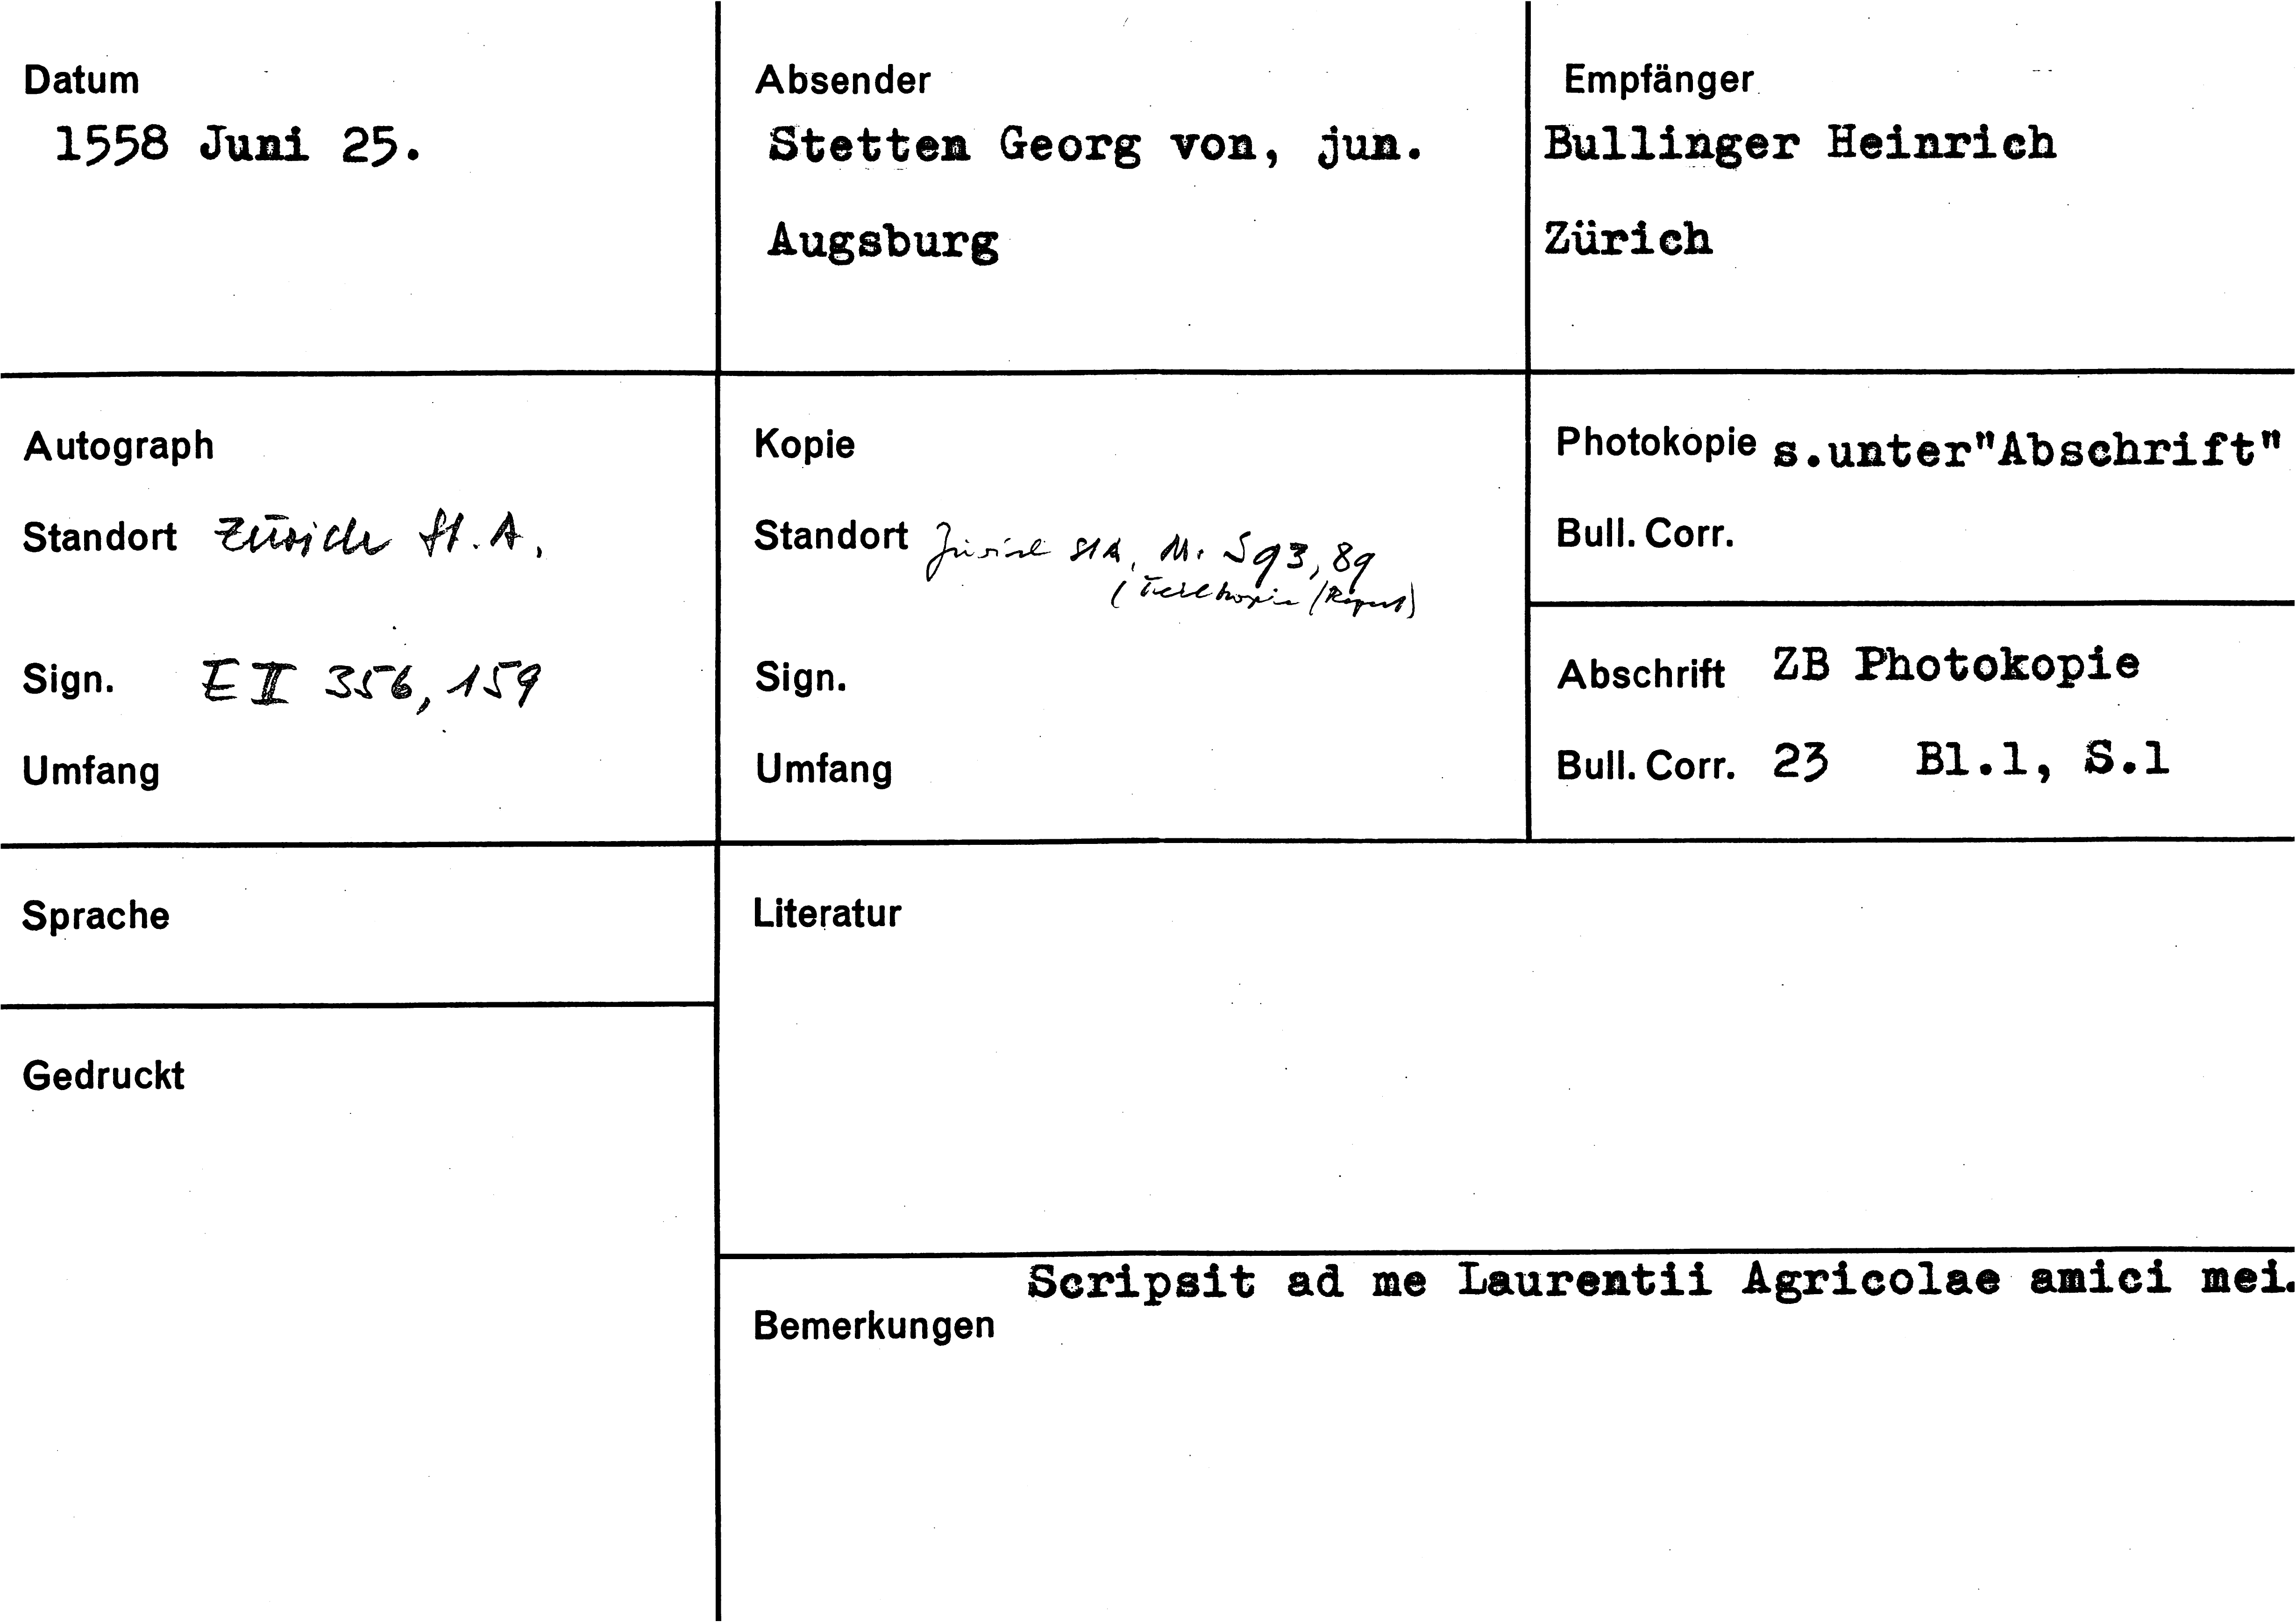 Datum
1558 Juni 25.
Absender
Stetten Georg von, jun.
Augsburg
Empfänger
Bullinger Heinrich
Zürich
Autograph
Standort Zürich St. A.
Sign. E II 356, 159
Umfang
Kopie
Standort Zürich StA, Ms S 93, 89
(Teilkopie/
Sign.
Umfang
Photokopie s.unter"Abschrift"
Bull. Corr.
Abschrift ZB Photokopie
Bull. Corr. 23 Bl.1, S.1
Sprache
Literatur
Gedruckt
Scripsit ad me Laurentii Agricolae amici mei.
Bemerkungen